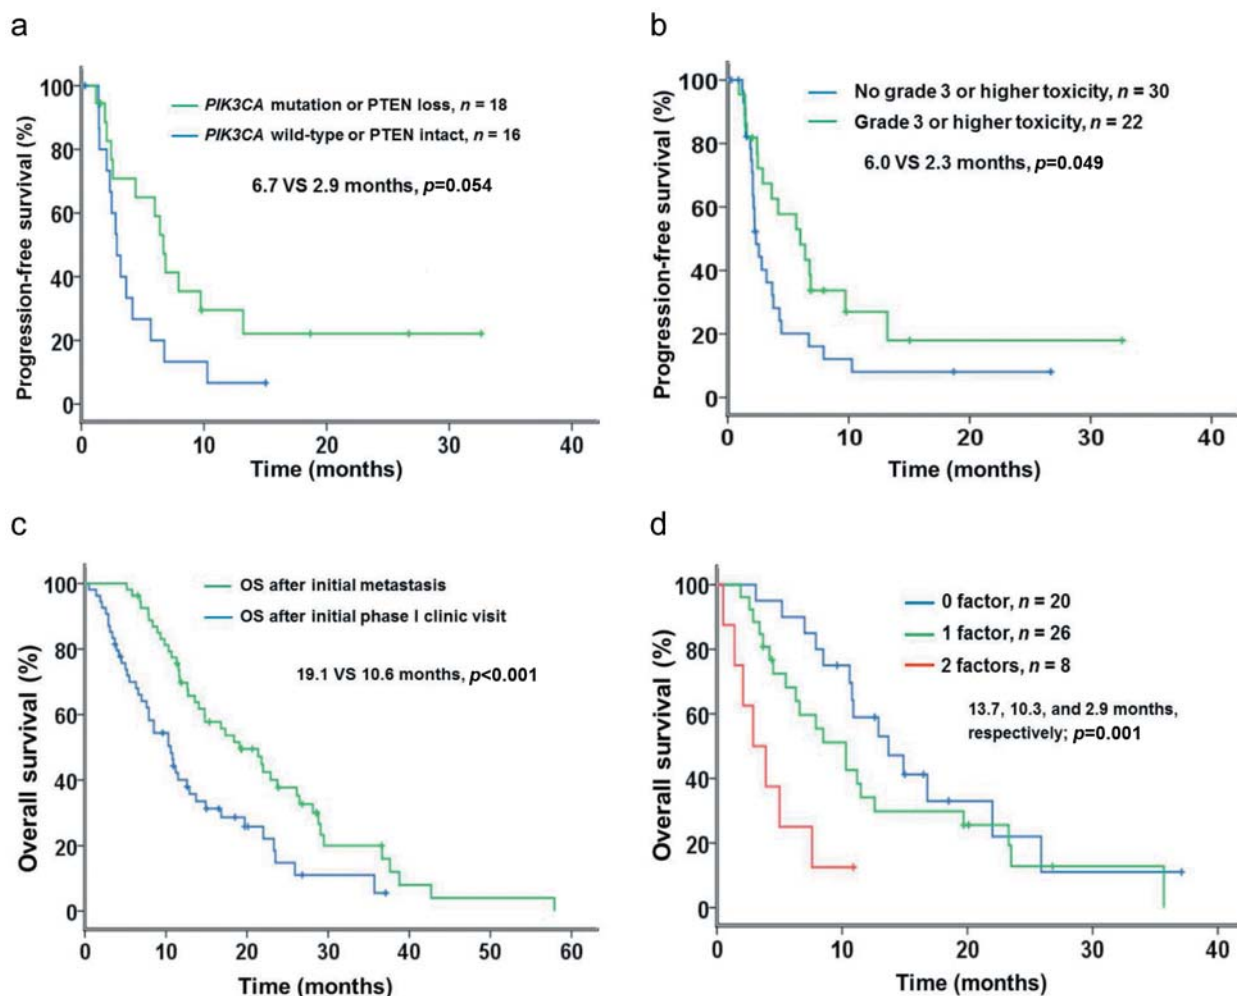 a
Progression-free survival (%)
100
80
60
40
20
0
PIK3CA mutation or PTEN loss, n = 18
PIK3CA wild-type or PTEN intact, n = 16
6.7 VS 2.9 months, p=0.054
0 10 20 30 40
Time (months)
b
Progression-free survival (%)
100
80
60
40
20
0
No grade 3 or higher toxicity, n = 30
Grade 3 or higher toxicity, n = 22
6.0 VS 2.3 months, p=0.049
0 10 20 30 40
Time (months)
c
Overall survival (%)
100
80
60
40
20
0
OS after initial metastasis
OS after initial phase I clinic visit
19.1 VS 10.6 months, p<0.001
0 10 20 30 40 50 60
Time (months)
d
Overall survival (%)
100
80
60
40
20
0
0 factor, n = 20
1 factor, n = 26
2 factors, n = 8
13.7, 10.3, and 2.9 months,
respectively; p=0.001
0 10 20 30 40
Time (months)